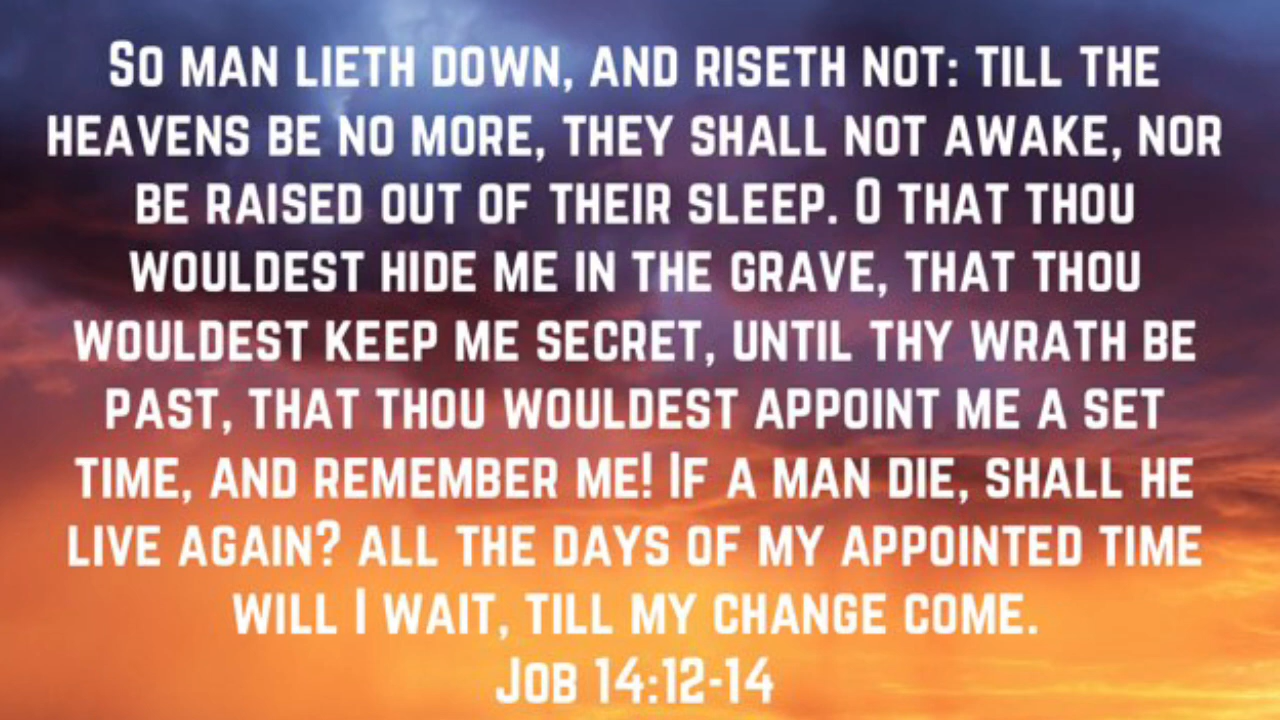 So man lieth down, and riseth not: till the
heavens be no more, they shall not awake, nor
be raised out of their sleep. O that thou
wouldest hide me in the grave, that thou
wouldest keep me secret, until thy wrath be
past, that thou wouldest appoint me a set
time, and remember me! If a man die, shall he
live again? all the days of my appointed time
will I wait, till my change come.
Job 14:12-14